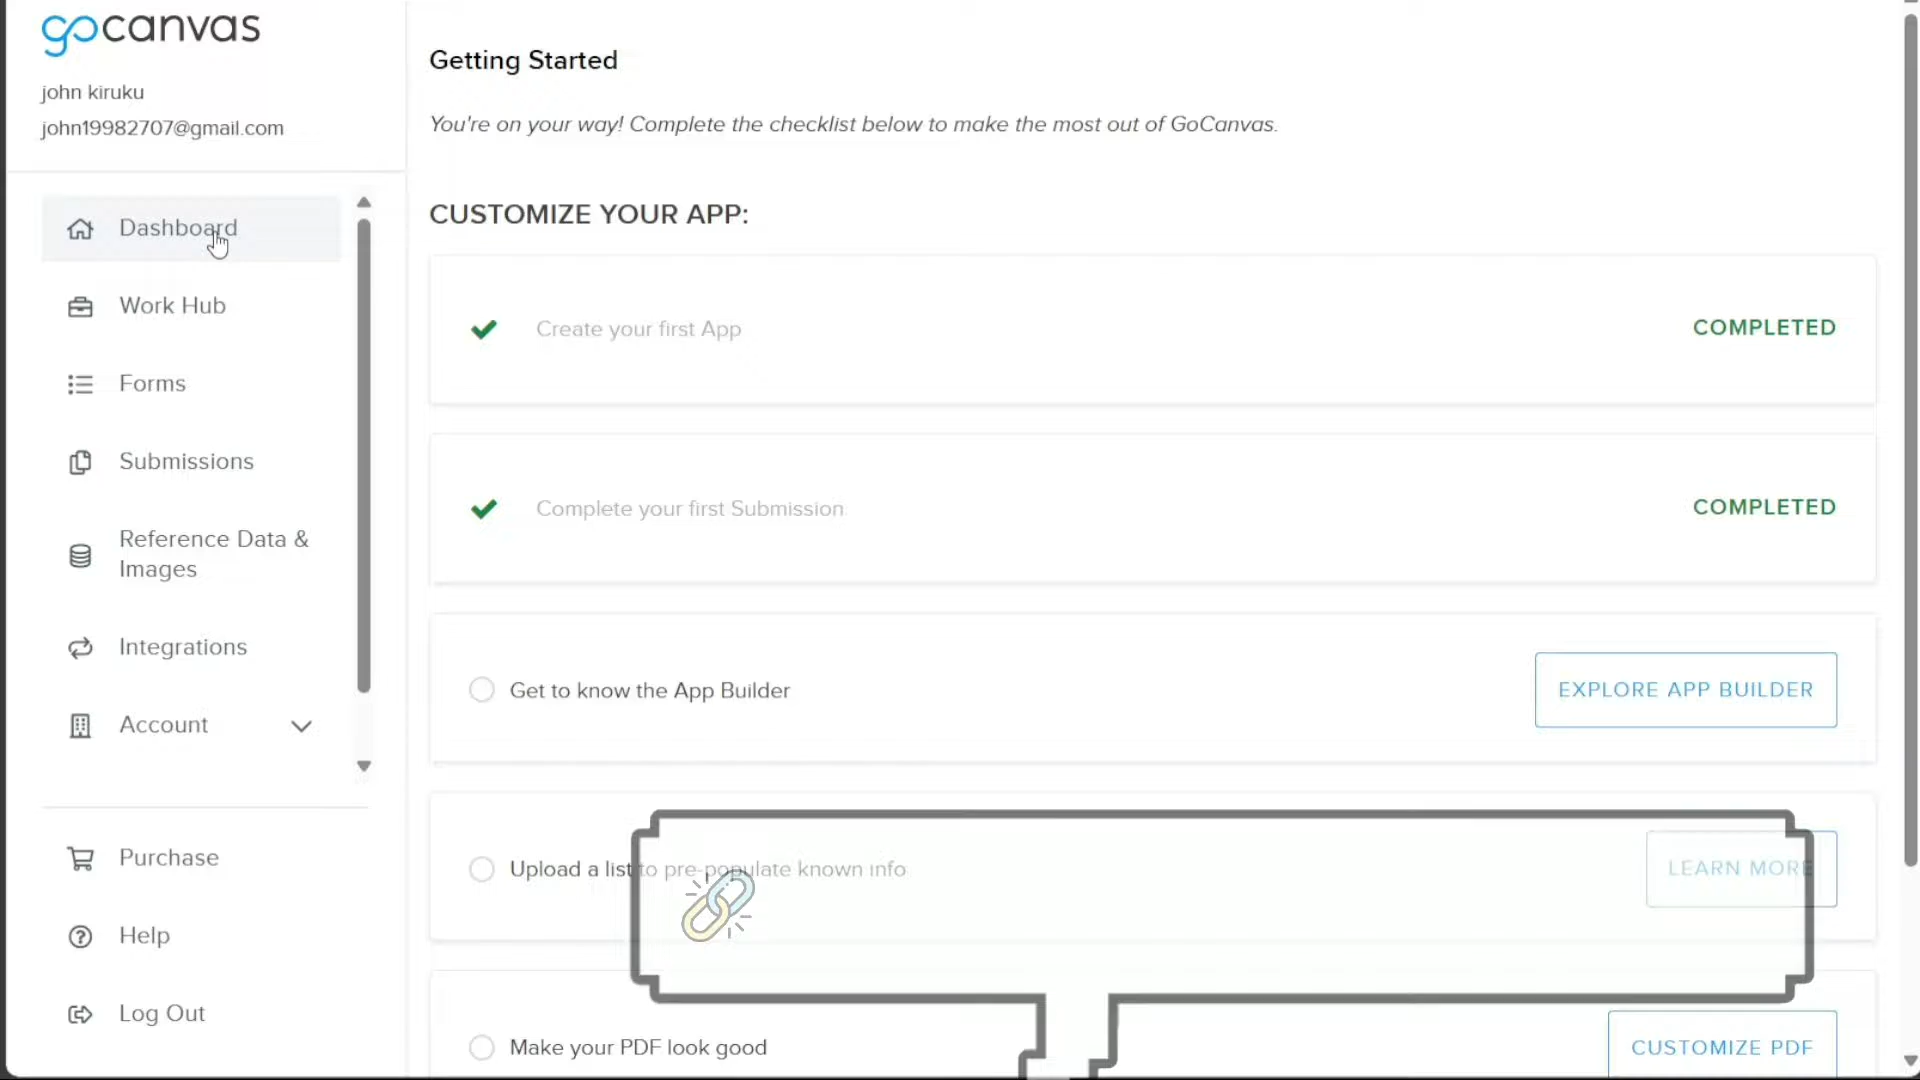 gocanvas
john kiruku
john19982707@gmail.com
Dashboard
Work Hub
Forms
Submissions
Reference Data &
Images
Integrations
Account
Purchase
Help
Log Out
Getting Started
You're on your way! Complete the checklist below to make the most out of GoCanvas.
CUSTOMIZE YOUR APP:
Create your first App
COMPLETED
Complete your first Submission
COMPLETED
Get to know the App Builder
EXPLORE APP BUILDER
Upload a list to pre-populate known info
LEARN MORE
Make your PDF look good
CUSTOMIZE PDF